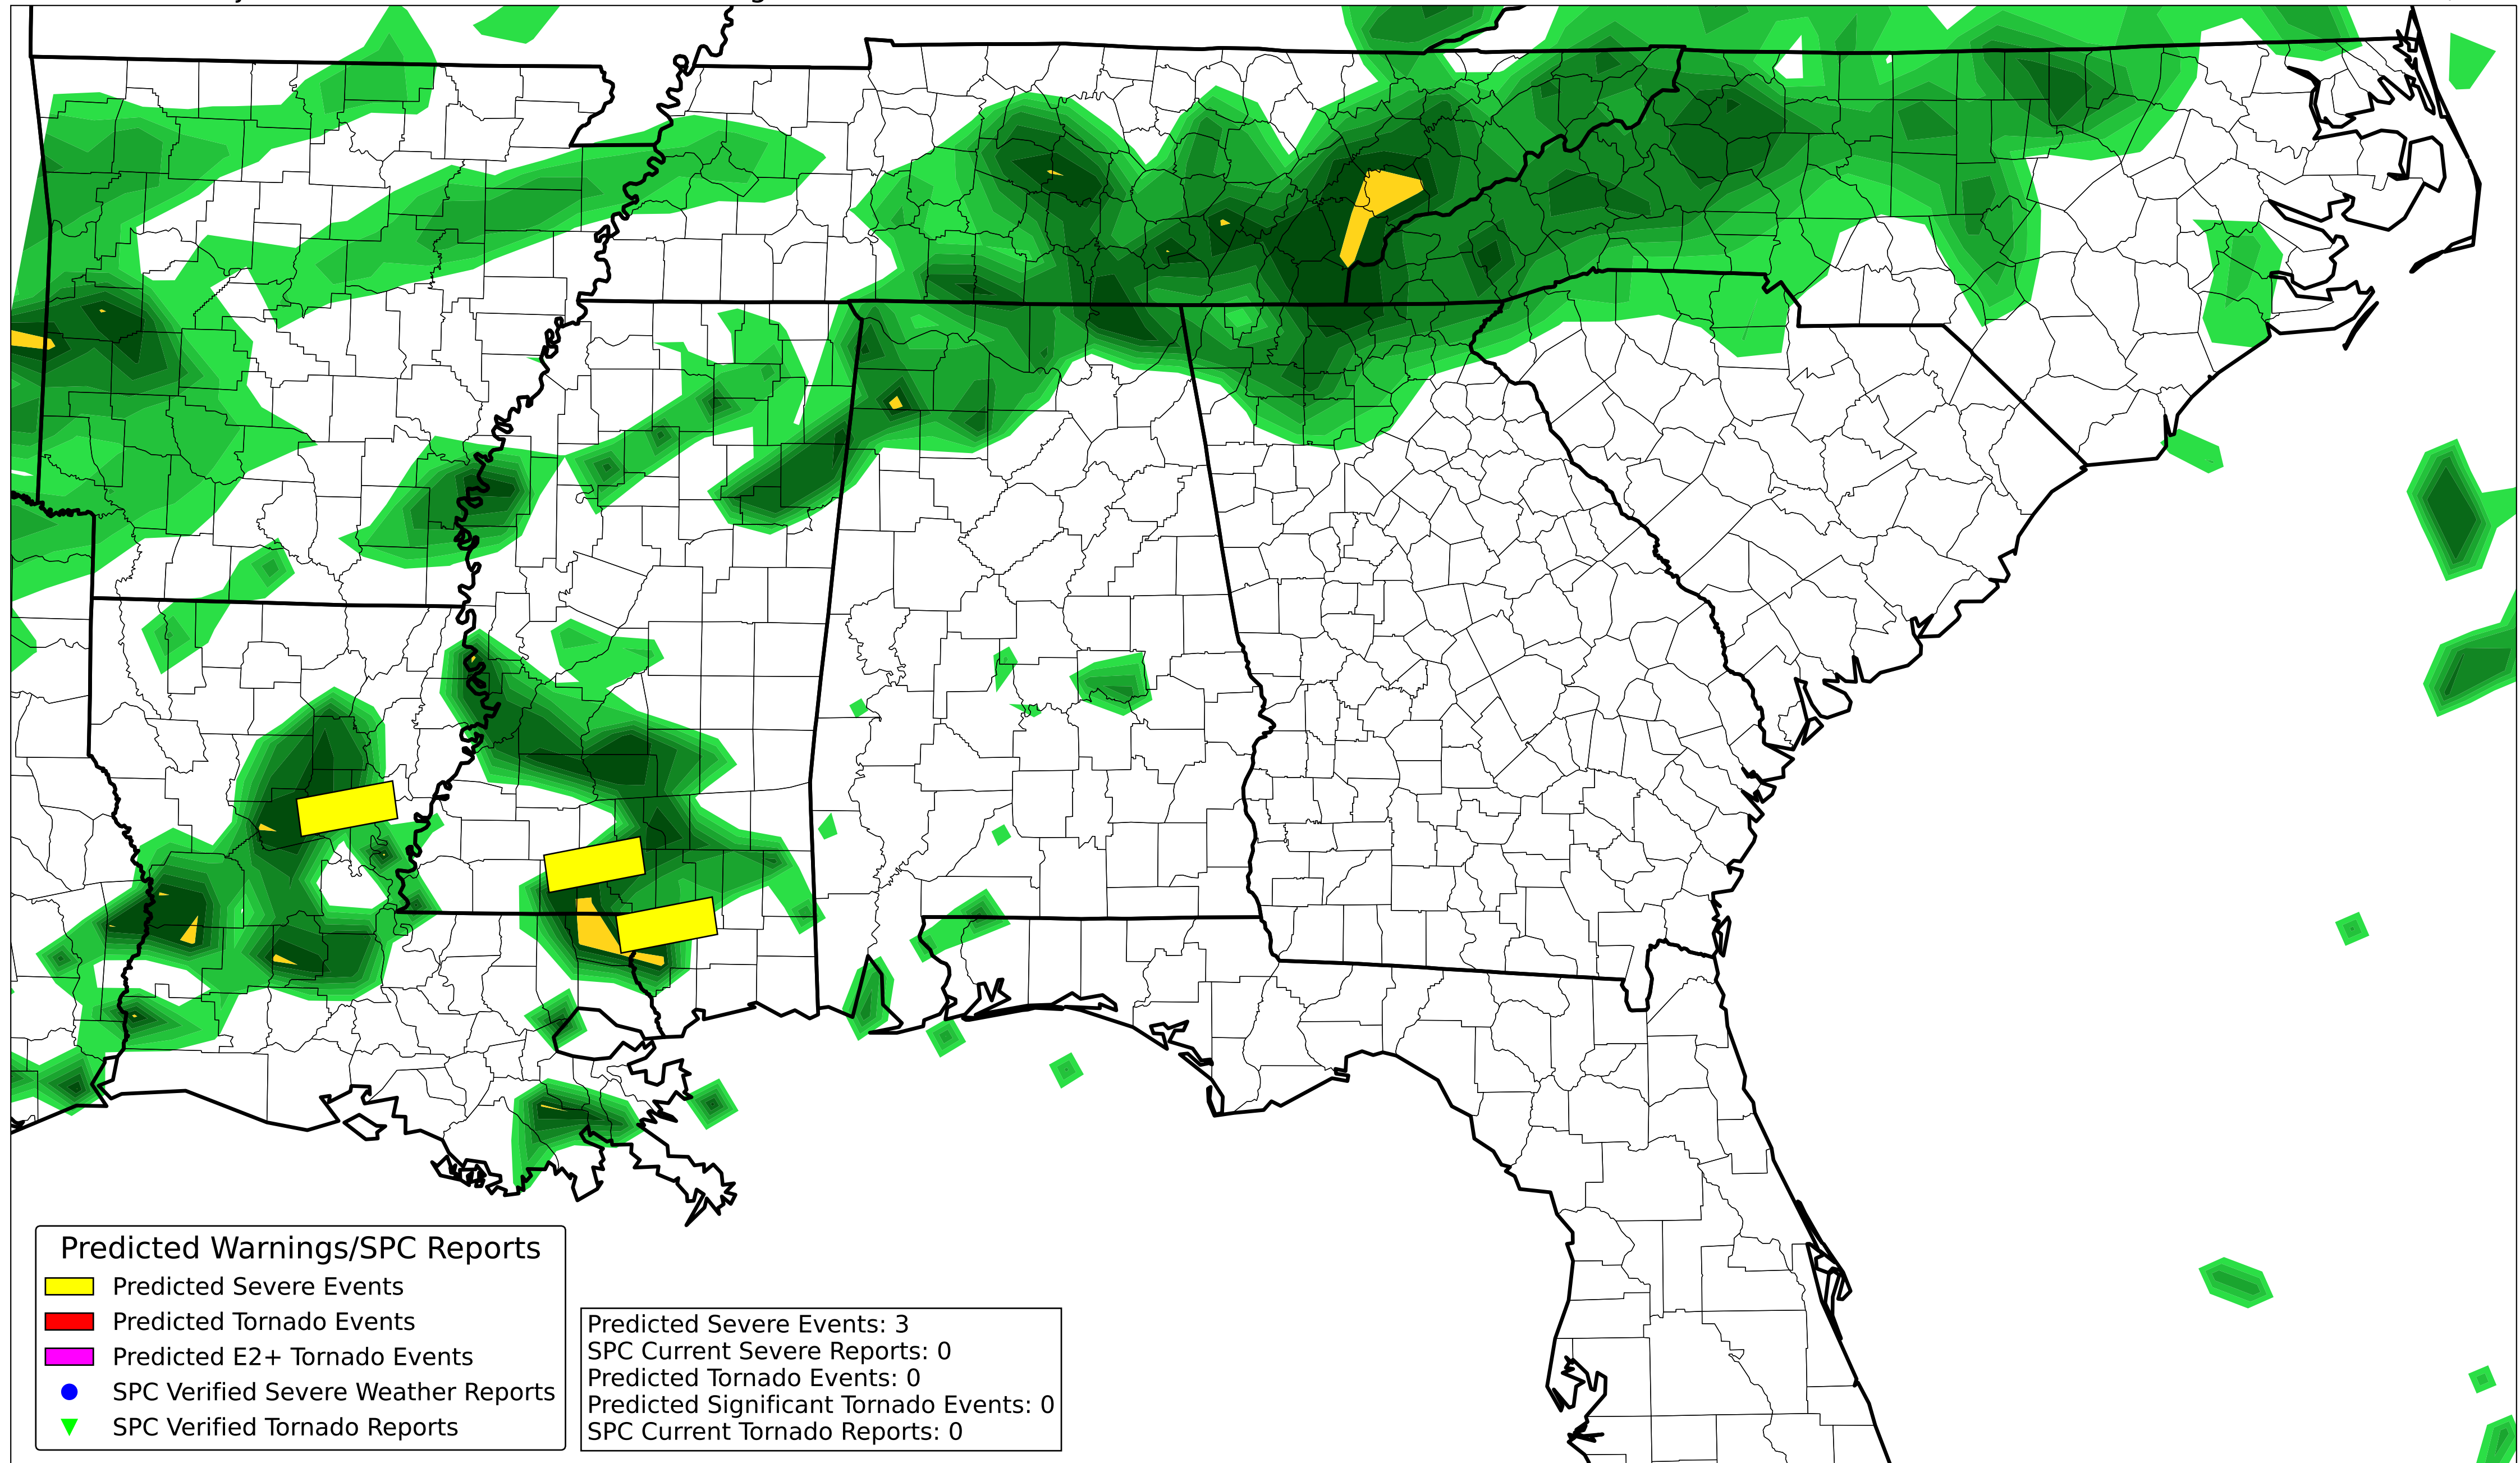 Predicted Warnings/SPC Reports
Predicted Severe Events
Predicted Tornado Events
Predicted E2+ Tornado Events
SPC Verified Severe Weather Reports
SPC Verified Tornado Reports
Predicted Severe Events: 3
SPC Current Severe Reports: 0
Predicted Tornado Events: 0
Predicted Significant Tornado Events: 0
SPC Current Tornado Reports: 0